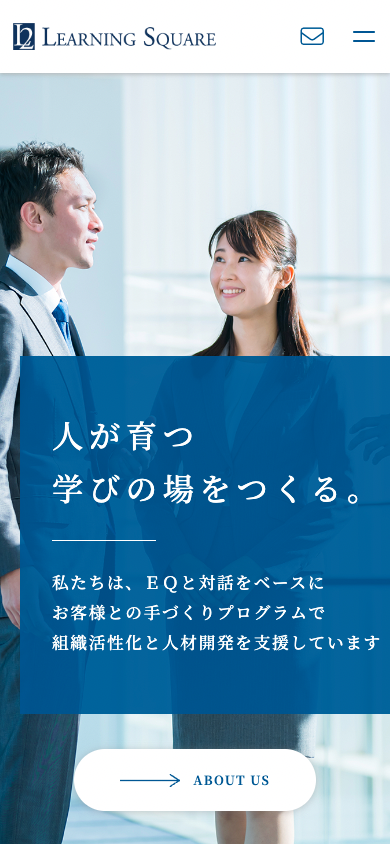 LEARNING SQUARE
人が育つ
学びの場をつくる。
私たちは、ＥＱと対話をベースに
お客様との手づくりプログラムで
組織活性化と人材開発を支援しています
ABOUT US